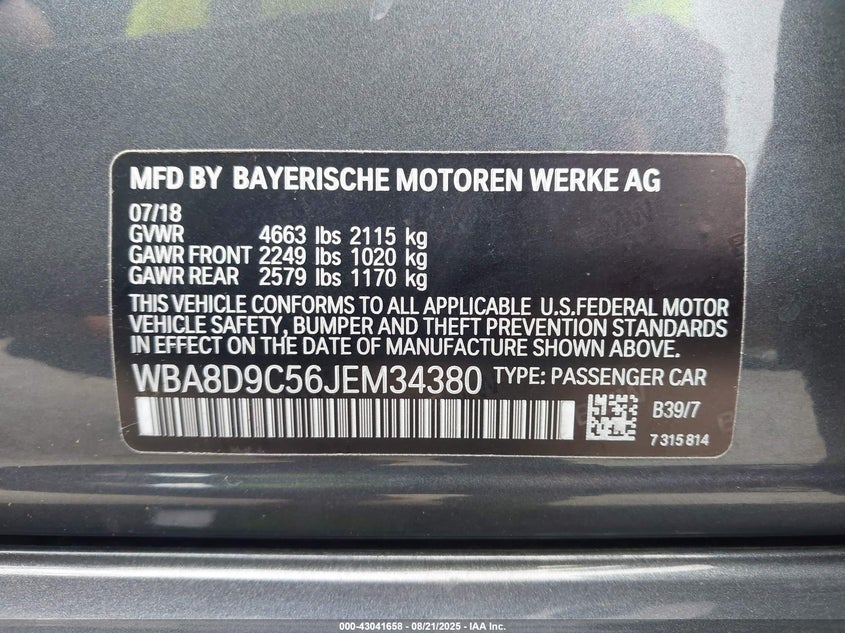 MFD BY BAYERISCHE MOTOREN WERKE AG
07/18
GVWR 4663 lbs 2115 kg
GAWR FRONT 2249 lbs 1020 kg
GAWR REAR 2579 lbs 1170 kg
THIS VEHICLE CONFORMS TO ALL APPLICABLE U.S.FEDERAL MOTOR
VEHICLE SAFETY, BUMPER AND THEFT PREVENTION STANDARDS
IN EFFECT ON THE DATE OF MANUFACTURE SHOWN ABOVE.
WBA8D9C56JEM34380 TYPE: PASSENGER CAR
B39/7
7 315 814
000-43041658 - 08/21/2025 - IAA Inc.